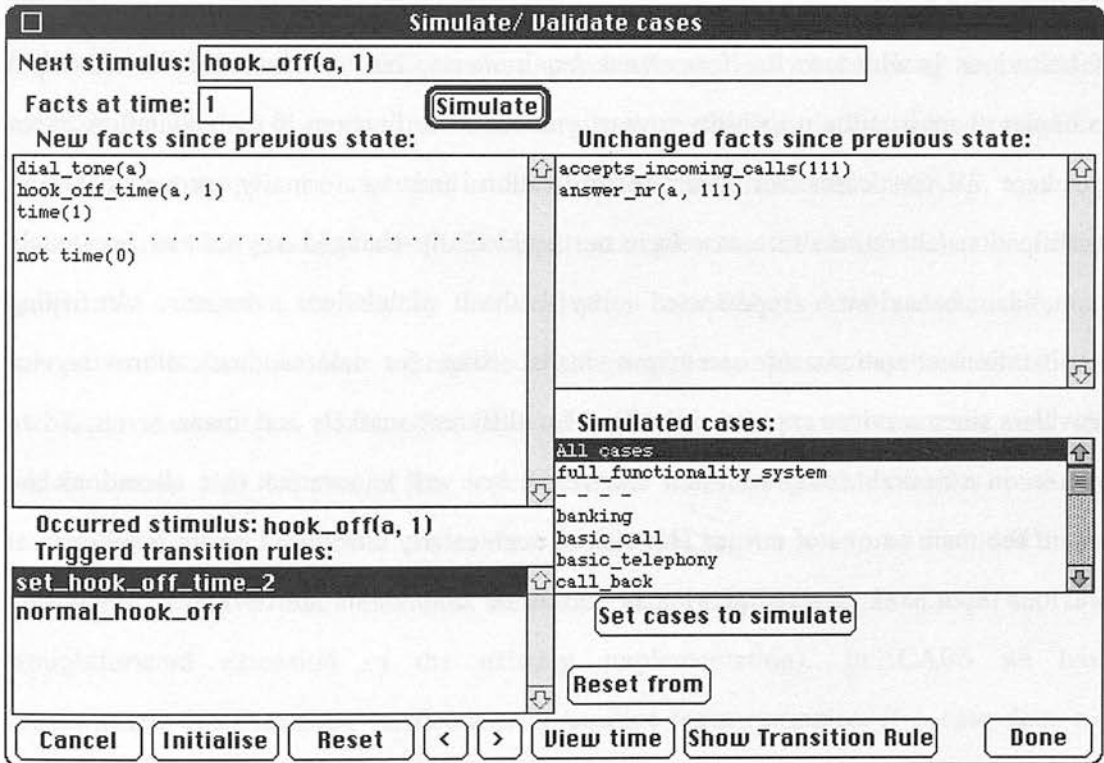 Simulate/ Validate cases
Next stimulus: hook_off(a, 1)
Facts at time: 1
Simulate
New facts since previous state:
dial_tone(a)
hook_off_time(a, 1)
time(1)
- - - - -
not time(0)
Unchanged facts since previous state:
accepts_incoming_calls(111)
answer_nr(a, 111)
Simulated cases:
All cases
full_functionality_system
- - - - -
banking
basic_call
basic_telephony
call_back
Occurred stimulus: hook_off(a, 1)
Triggerd transition rules:
set_hook_off_time_2
normal_hook_off
Set cases to simulate
Reset from
Cancel
Initialise
Reset
<
>
View time
Show Transition Rule
Done